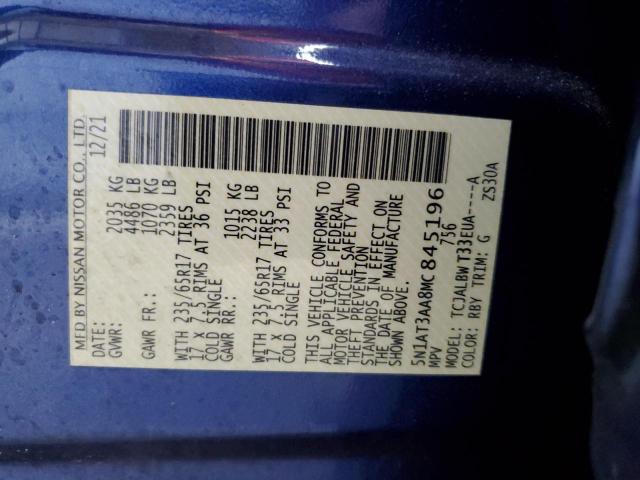 MFD BY NISSAN MOTOR CO., LTD.
DATE: 12/21
GVWR: 2035 KG
4486 LB
GAWR FR.: 1070 KG
2359 LB
WITH 235/65R17 TIRES
17 X 7.5 RIMS AT 36 PSI
COLD SINGLE
GAWR RR: 1015 KG
2238 LB
WITH 235/65R17 TIRES
17 X 7.5 RIMS AT 33 PSI
COLD SINGLE
THIS VEHICLE CONFORMS TO
ALL APPLICABLE FEDERAL
MOTOR VEHICLE SAFETY AND
THEFT PREVENTION
STANDARDS IN EFFECT ON
THE DATE OF MANUFACTURE
SHOWN ABOVE.
5N1AT3AA8MC845196
MPV 756
MODEL: TCJALBW T33EUA----A
COLOR: RBY TRIM: G ZS30A